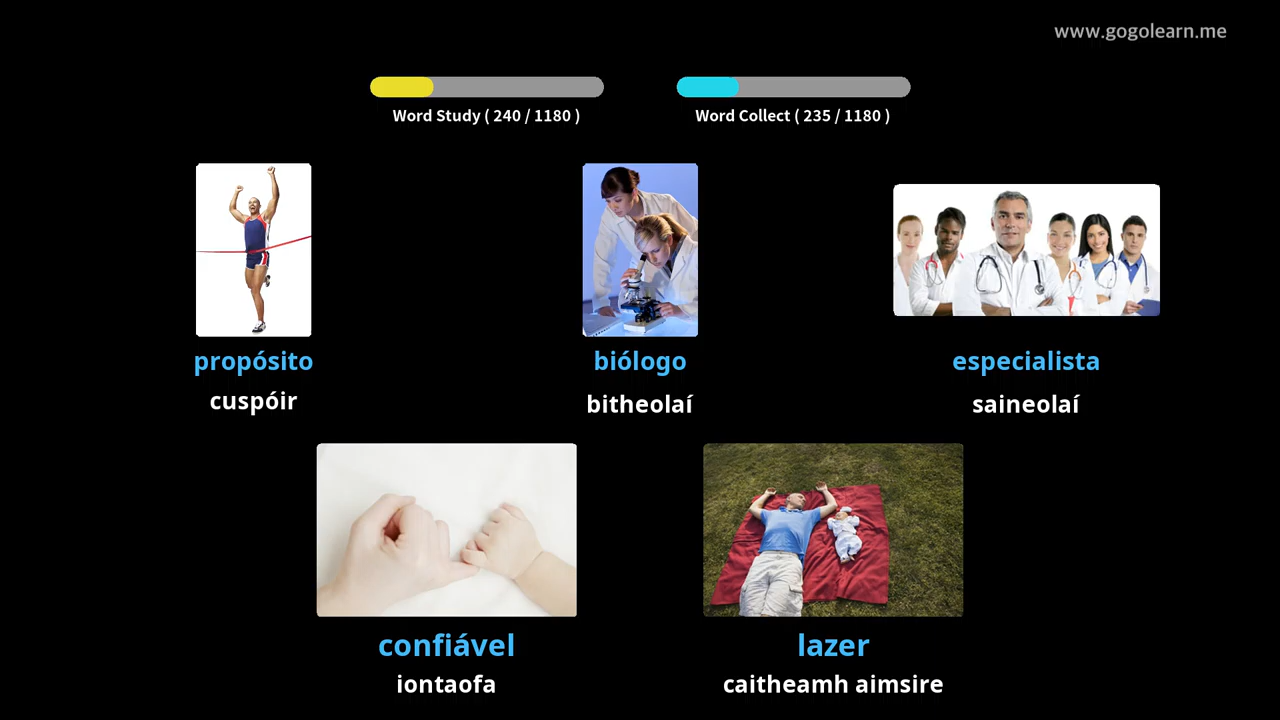 www.gogolearn.me
Word Study ( 240 / 1180 )
Word Collect ( 235 / 1180 )
propósito
cuspóir
biólogo
bitheolaí
especialista
saineolaí
confiável
iontaofa
lazer
caitheamh aimsire